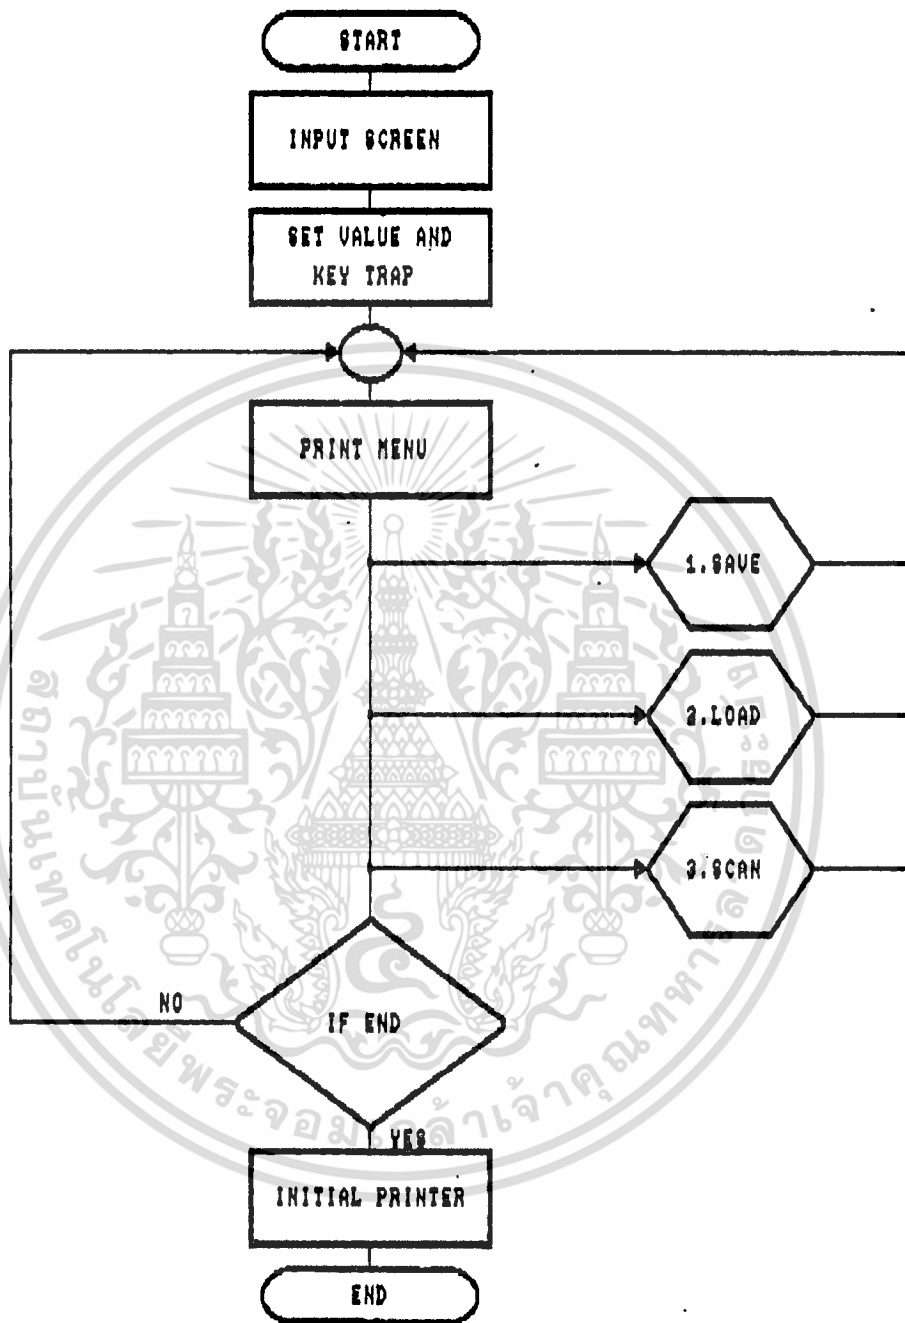 START
INPUT SCREEN
SET VALUE AND
KEY TRAP
PRINT MENU
1.SAVE
2.LOAD
3.SCAN
IF END
NO
YES
INITIAL PRINTER
END